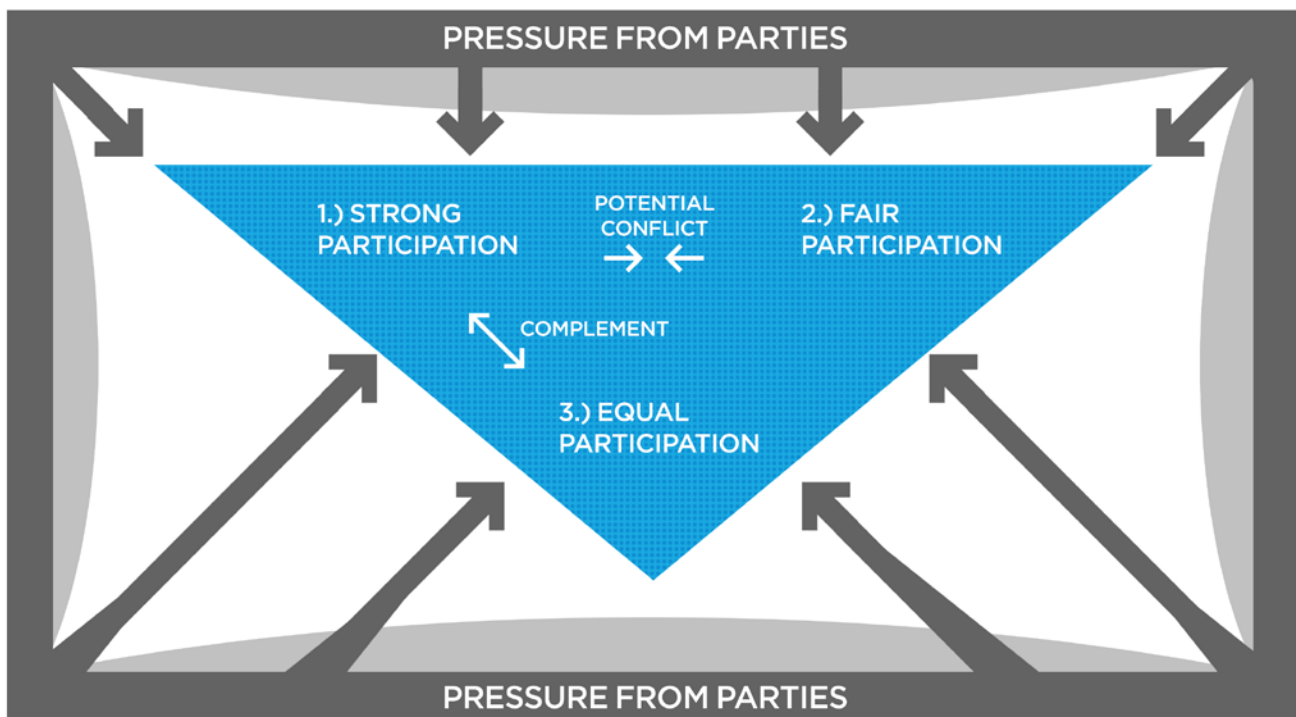 PRESSURE FROM PARTIES
1.) STRONG
PARTICIPATION
POTENTIAL
CONFLICT
2.) FAIR
PARTICIPATION
COMPLEMENT
3.) EQUAL
PARTICIPATION
PRESSURE FROM PARTIES